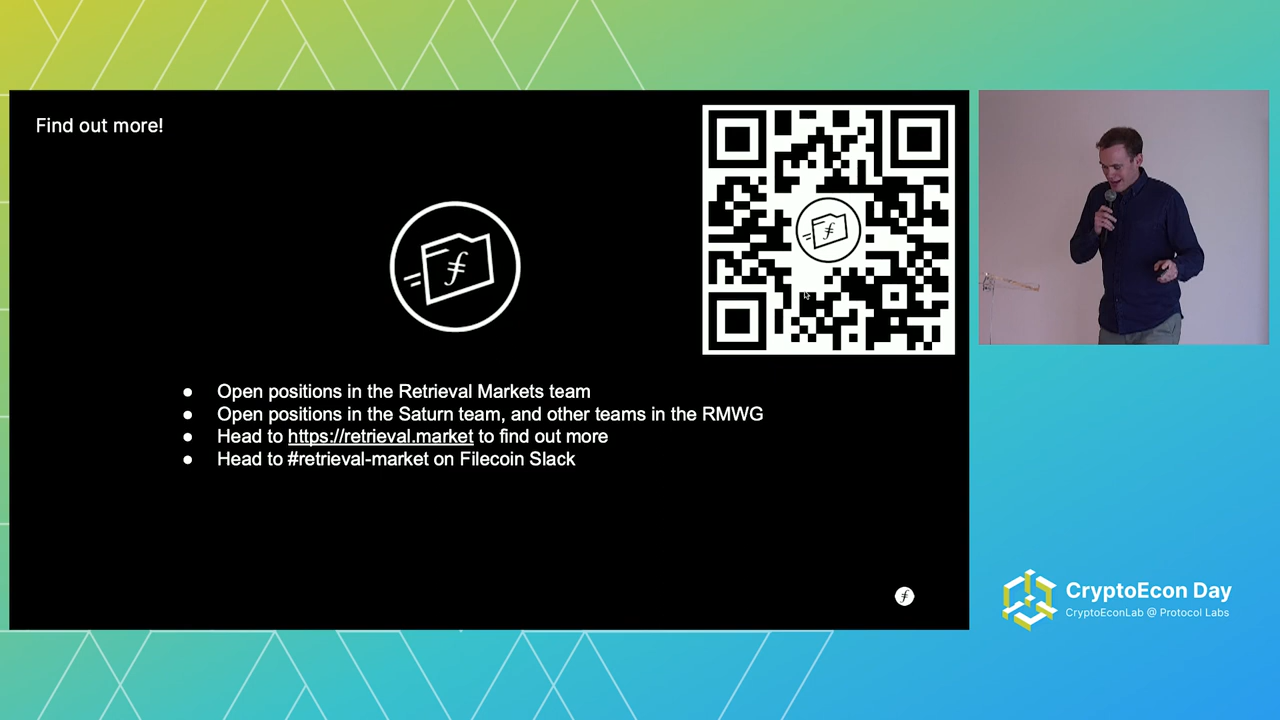 Find out more!
● Open positions in the Retrieval Markets team
● Open positions in the Saturn team, and other teams in the RMWG
● Head to https://retrieval.market to find out more
● Head to #retrieval-market on Filecoin Slack
CryptoEcon Day
CryptoEconLab @ Protocol Labs